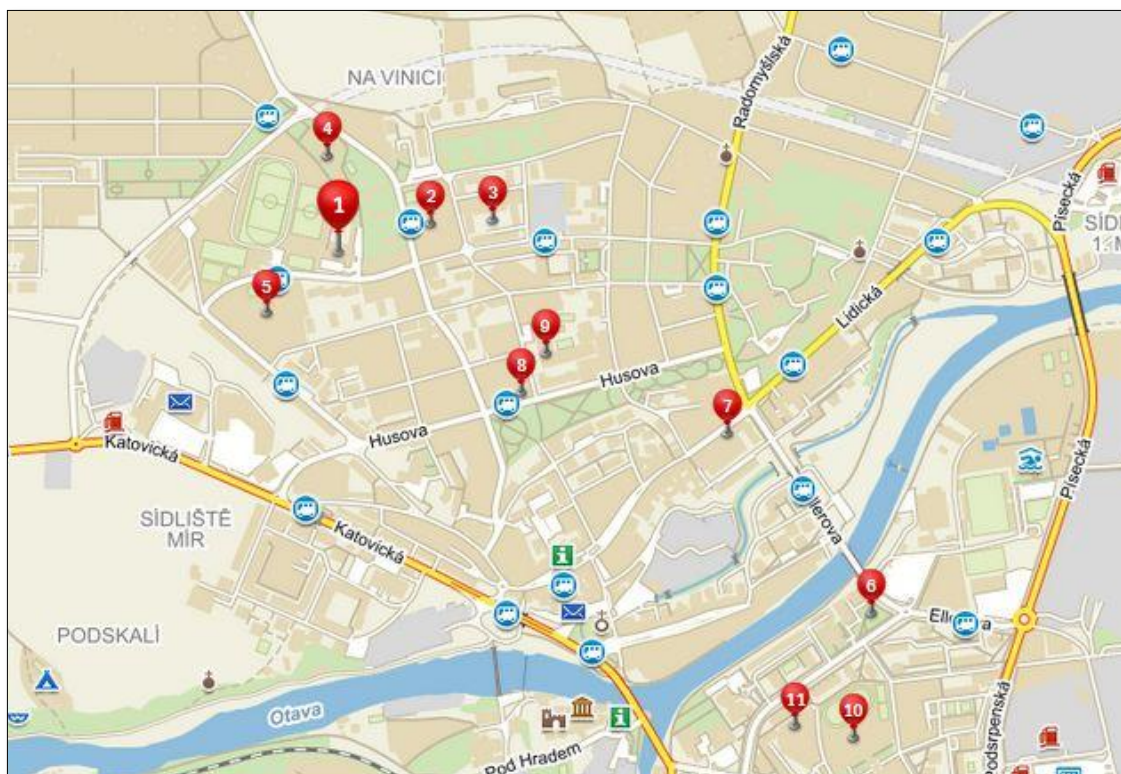 NA VINICI
Radomyšlská
4
2
3
1
Písecká
5
Lidická
9
8
Husova
7
Husova
Katovická
Písecká
SÍDLIŠTĚ
MÍR
Katovická
6
PODSKALÍ
11
10
Otava
Pod Hradem